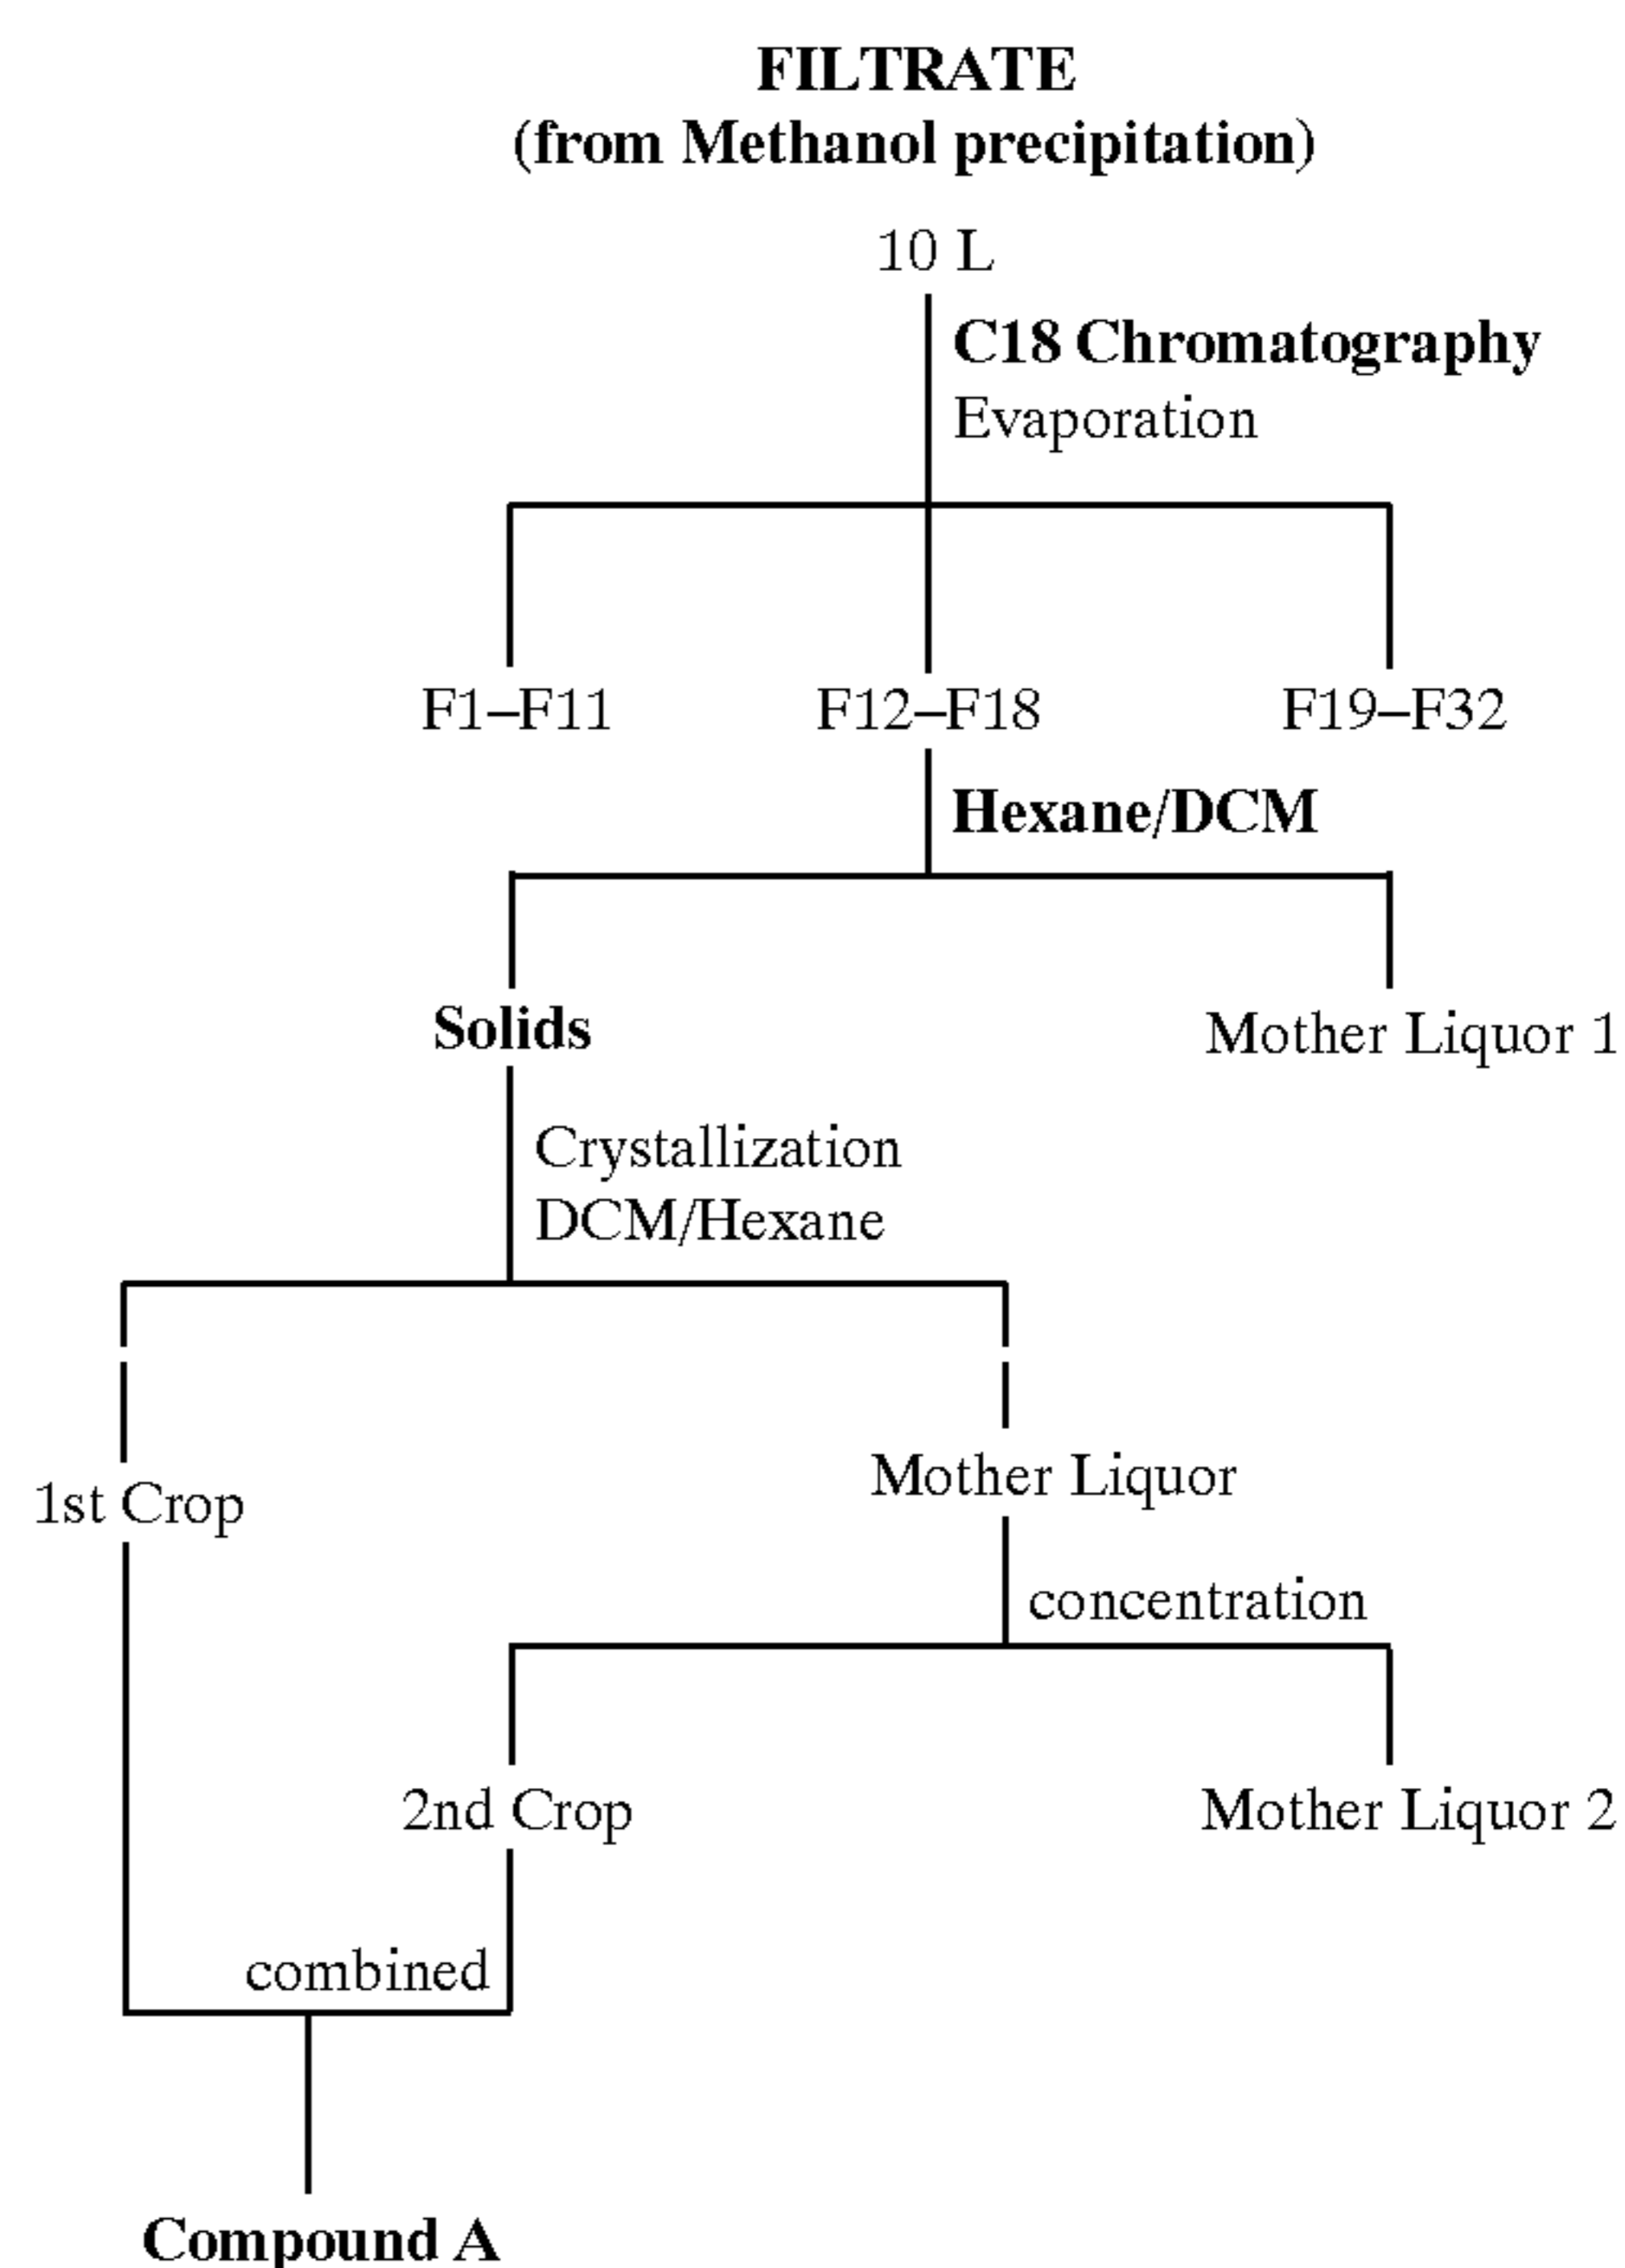 FILTRATE
(from Methanol precipitation)
10 L
C18 Chromatography
Evaporation
F1–F11
F12–F18
F19–F32
Hexane/DCM
Solids
Mother Liquor 1
Crystallization
DCM/Hexane
1st Crop
Mother Liquor
concentration
2nd Crop
Mother Liquor 2
combined
Compound A